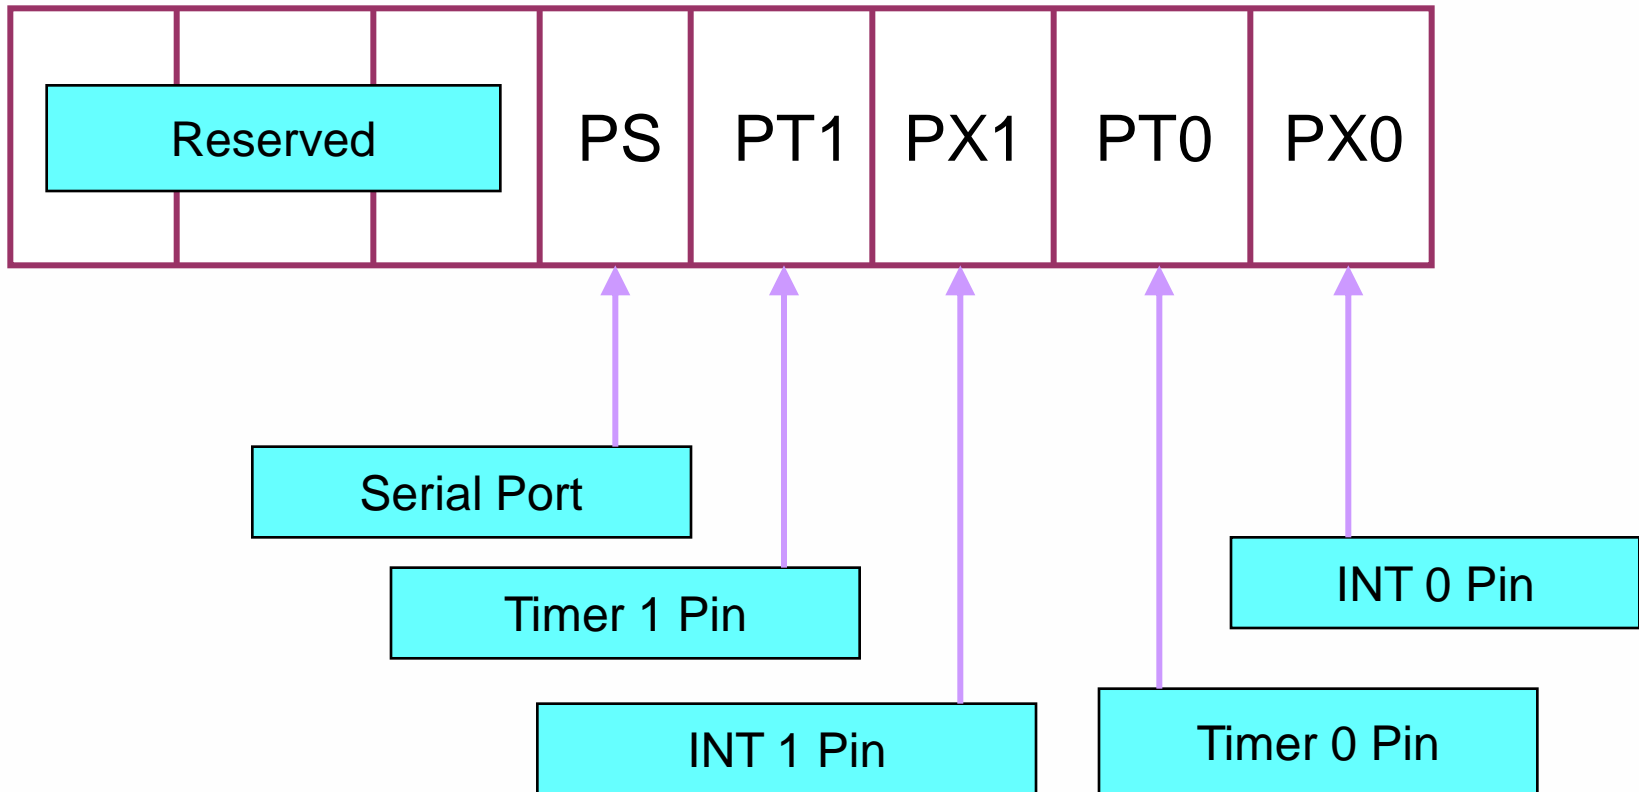 Reserved
PS
PT1
PX1
PT0
PX0
Serial Port
INT 0 Pin
Timer 1 Pin
Timer 0 Pin
INT 1 Pin